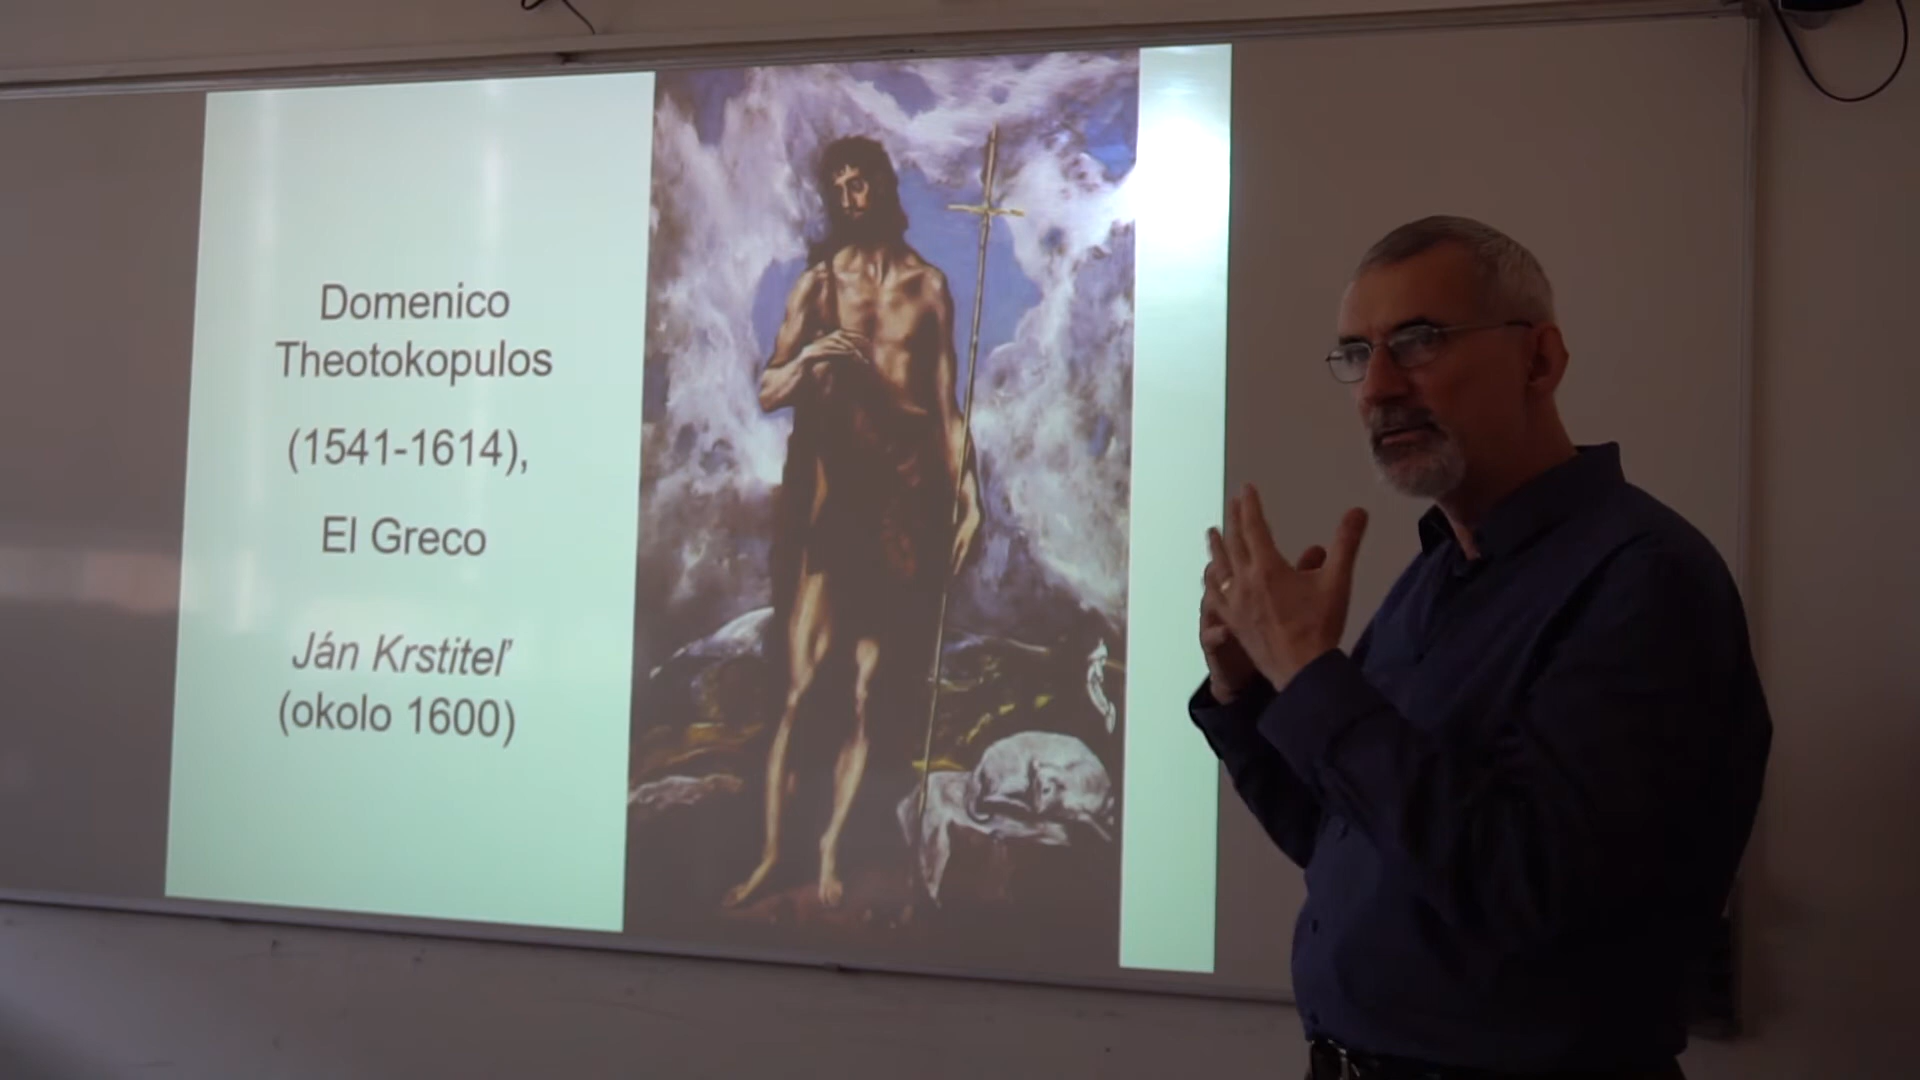 Domenico
Theotokopulos
(1541-1614),
El Greco
Ján Krstiteľ
(okolo 1600)